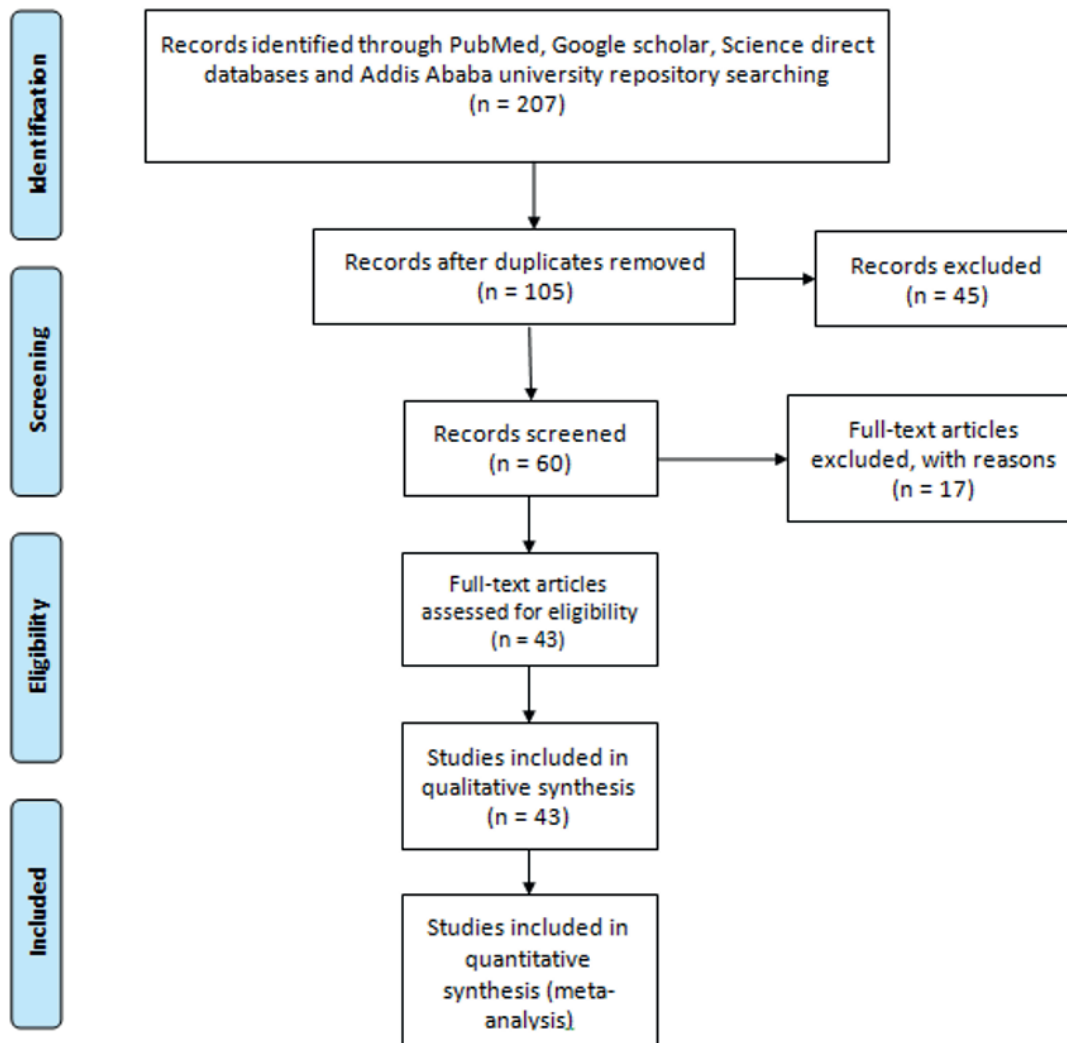 Identification
Records identified through PubMed, Google scholar, Science direct
databases and Addis Ababa university repository searching
(n = 207)
Records after duplicates removed
(n = 105)
Records excluded
(n = 45)
Screening
Records screened
(n = 60)
Full-text articles
excluded, with reasons
(n = 17)
Eligibility
Full-text articles
assessed for eligibility
(n = 43)
Studies included in
qualitative synthesis
(n = 43)
Included
Studies included in
quantitative
synthesis (meta-
analysis)